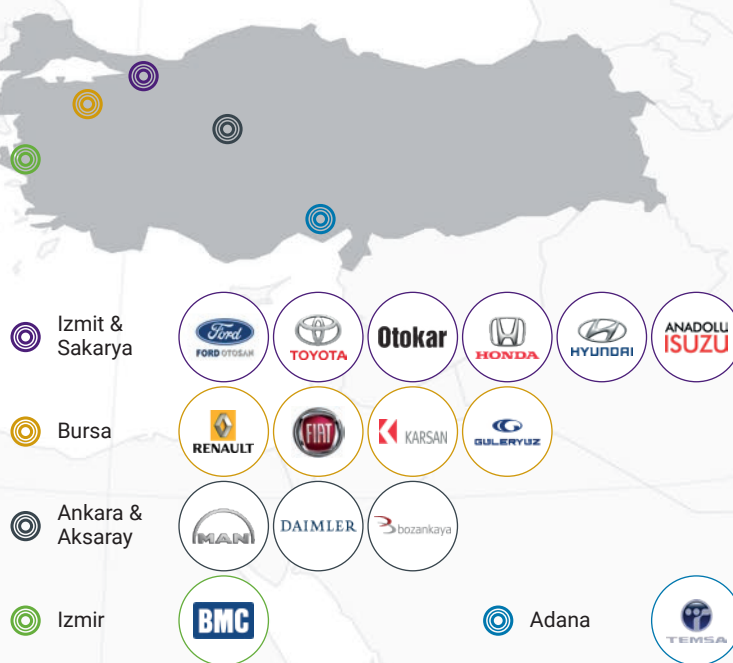 Izmit &
Sakarya
Ford
FORD OTOSAN
TOYOTA
Otokar
HONDA
HYUNDAI
ANADOLU
ISUZU
Bursa
RENAULT
FIAT
KARSAN
GULERYUZ
Ankara &
Aksaray
MAN
DAIMLER
bozankaya
Izmir
BMC
Adana
TEMSA